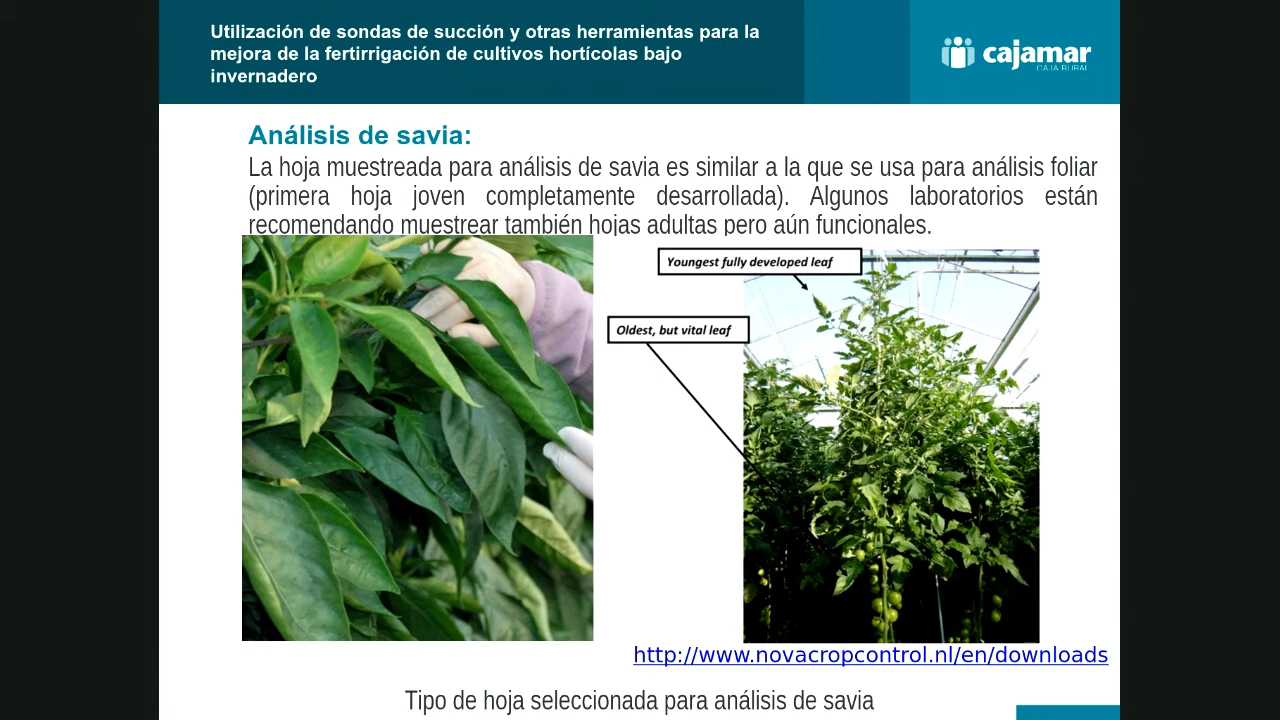 Utilización de sondas de succión y otras herramientas para la
mejora de la fertirrigación de cultivos hortícolas bajo
invernadero
cajamar
CAJA RURAL
Análisis de savia:
La hoja muestreada para análisis de savia es similar a la que se usa para análisis foliar
(primera hoja joven completamente desarrollada). Algunos laboratorios están
recomendando muestrear también hojas adultas pero aún funcionales.
Youngest fully developed leaf
Oldest, but vital leaf
http://www.novacropcontrol.nl/en/downloads
Tipo de hoja seleccionada para análisis de savia